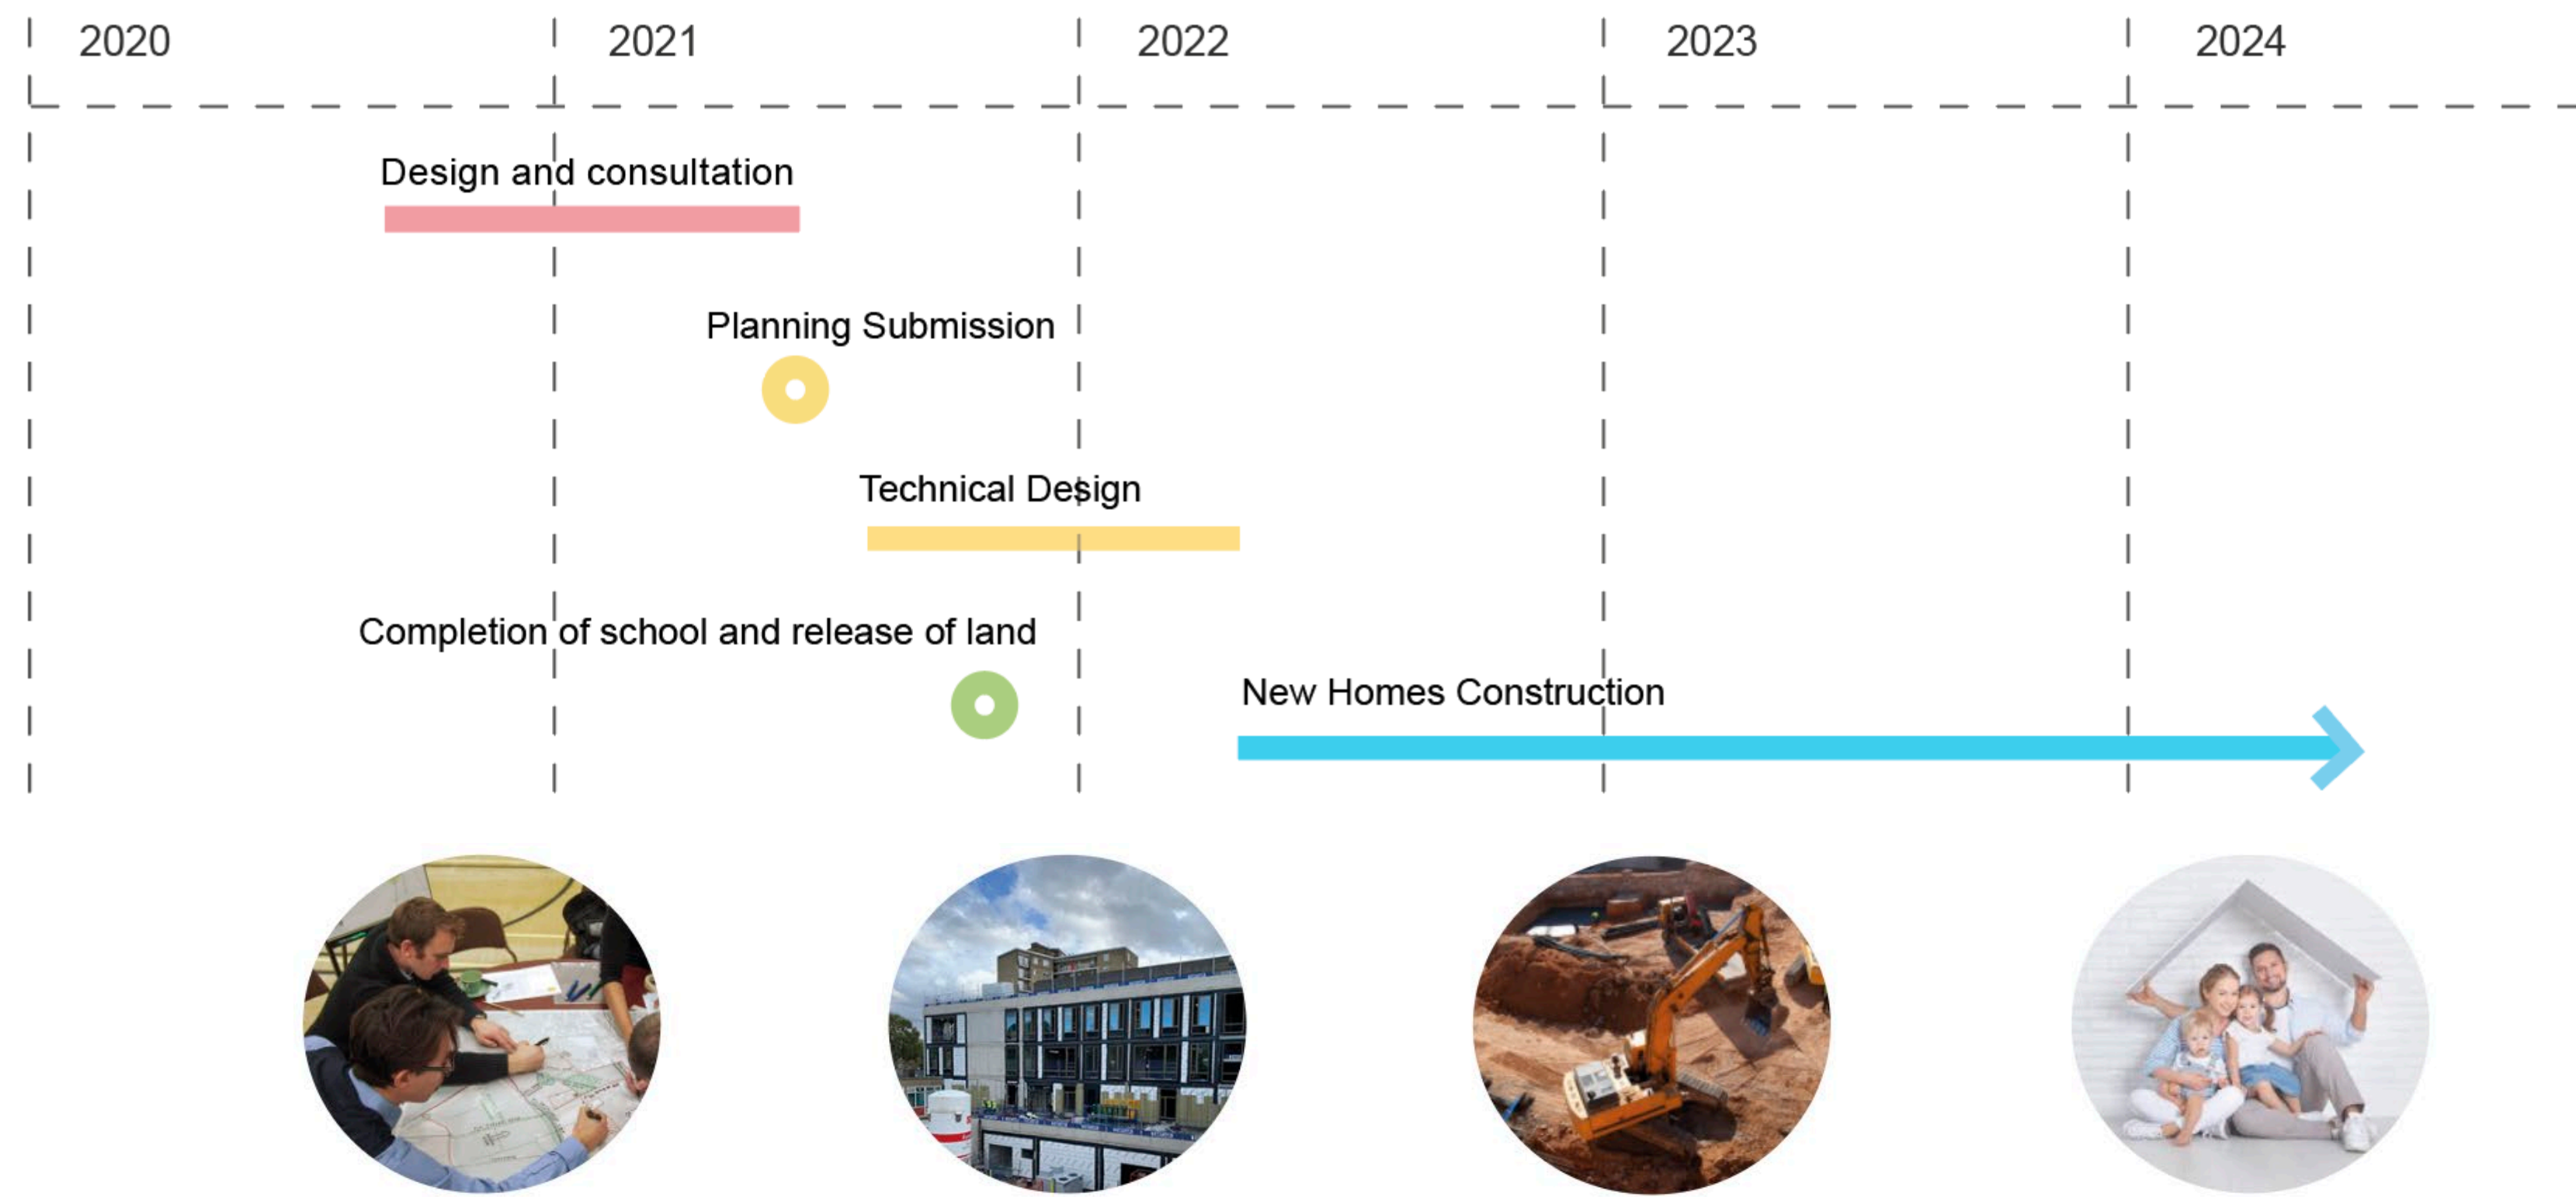 2020 2021 2022 2023 2024
Design and consultation
Planning Submission
Technical Design
Completion of school and release of land
New Homes Construction